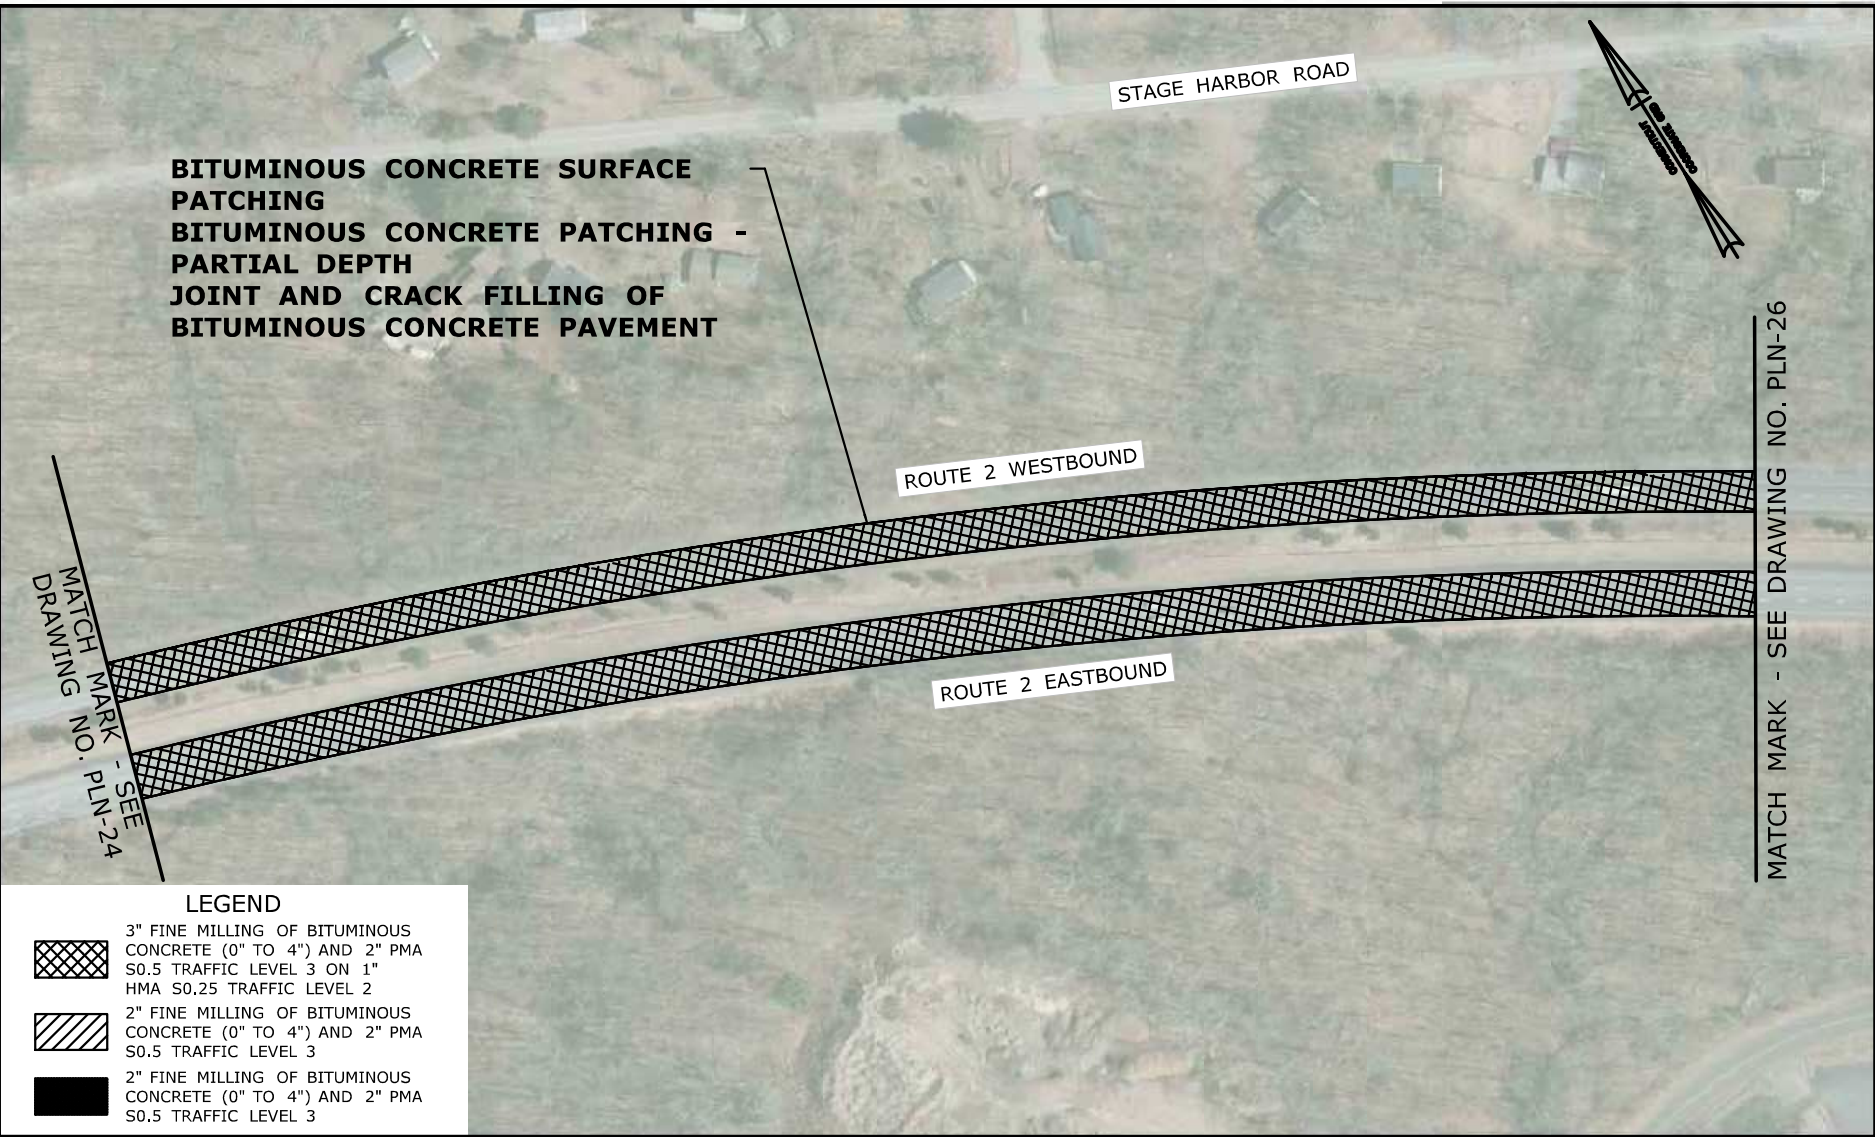 STAGE HARBOR ROAD
CONNECTICUT
COORDINATE GRID
BITUMINOUS CONCRETE SURFACE
PATCHING
BITUMINOUS CONCRETE PATCHING -
PARTIAL DEPTH
JOINT AND CRACK FILLING OF
BITUMINOUS CONCRETE PAVEMENT
ROUTE 2 WESTBOUND
ROUTE 2 EASTBOUND
MATCH MARK - SEE
DRAWING NO. PLN-24
MATCH MARK - SEE DRAWING NO. PLN-26
LEGEND
3" FINE MILLING OF BITUMINOUS
CONCRETE (0" TO 4") AND 2" PMA
S0.5 TRAFFIC LEVEL 3 ON 1"
HMA S0.25 TRAFFIC LEVEL 2
2" FINE MILLING OF BITUMINOUS
CONCRETE (0" TO 4") AND 2" PMA
S0.5 TRAFFIC LEVEL 3
2" FINE MILLING OF BITUMINOUS
CONCRETE (0" TO 4") AND 2" PMA
S0.5 TRAFFIC LEVEL 3